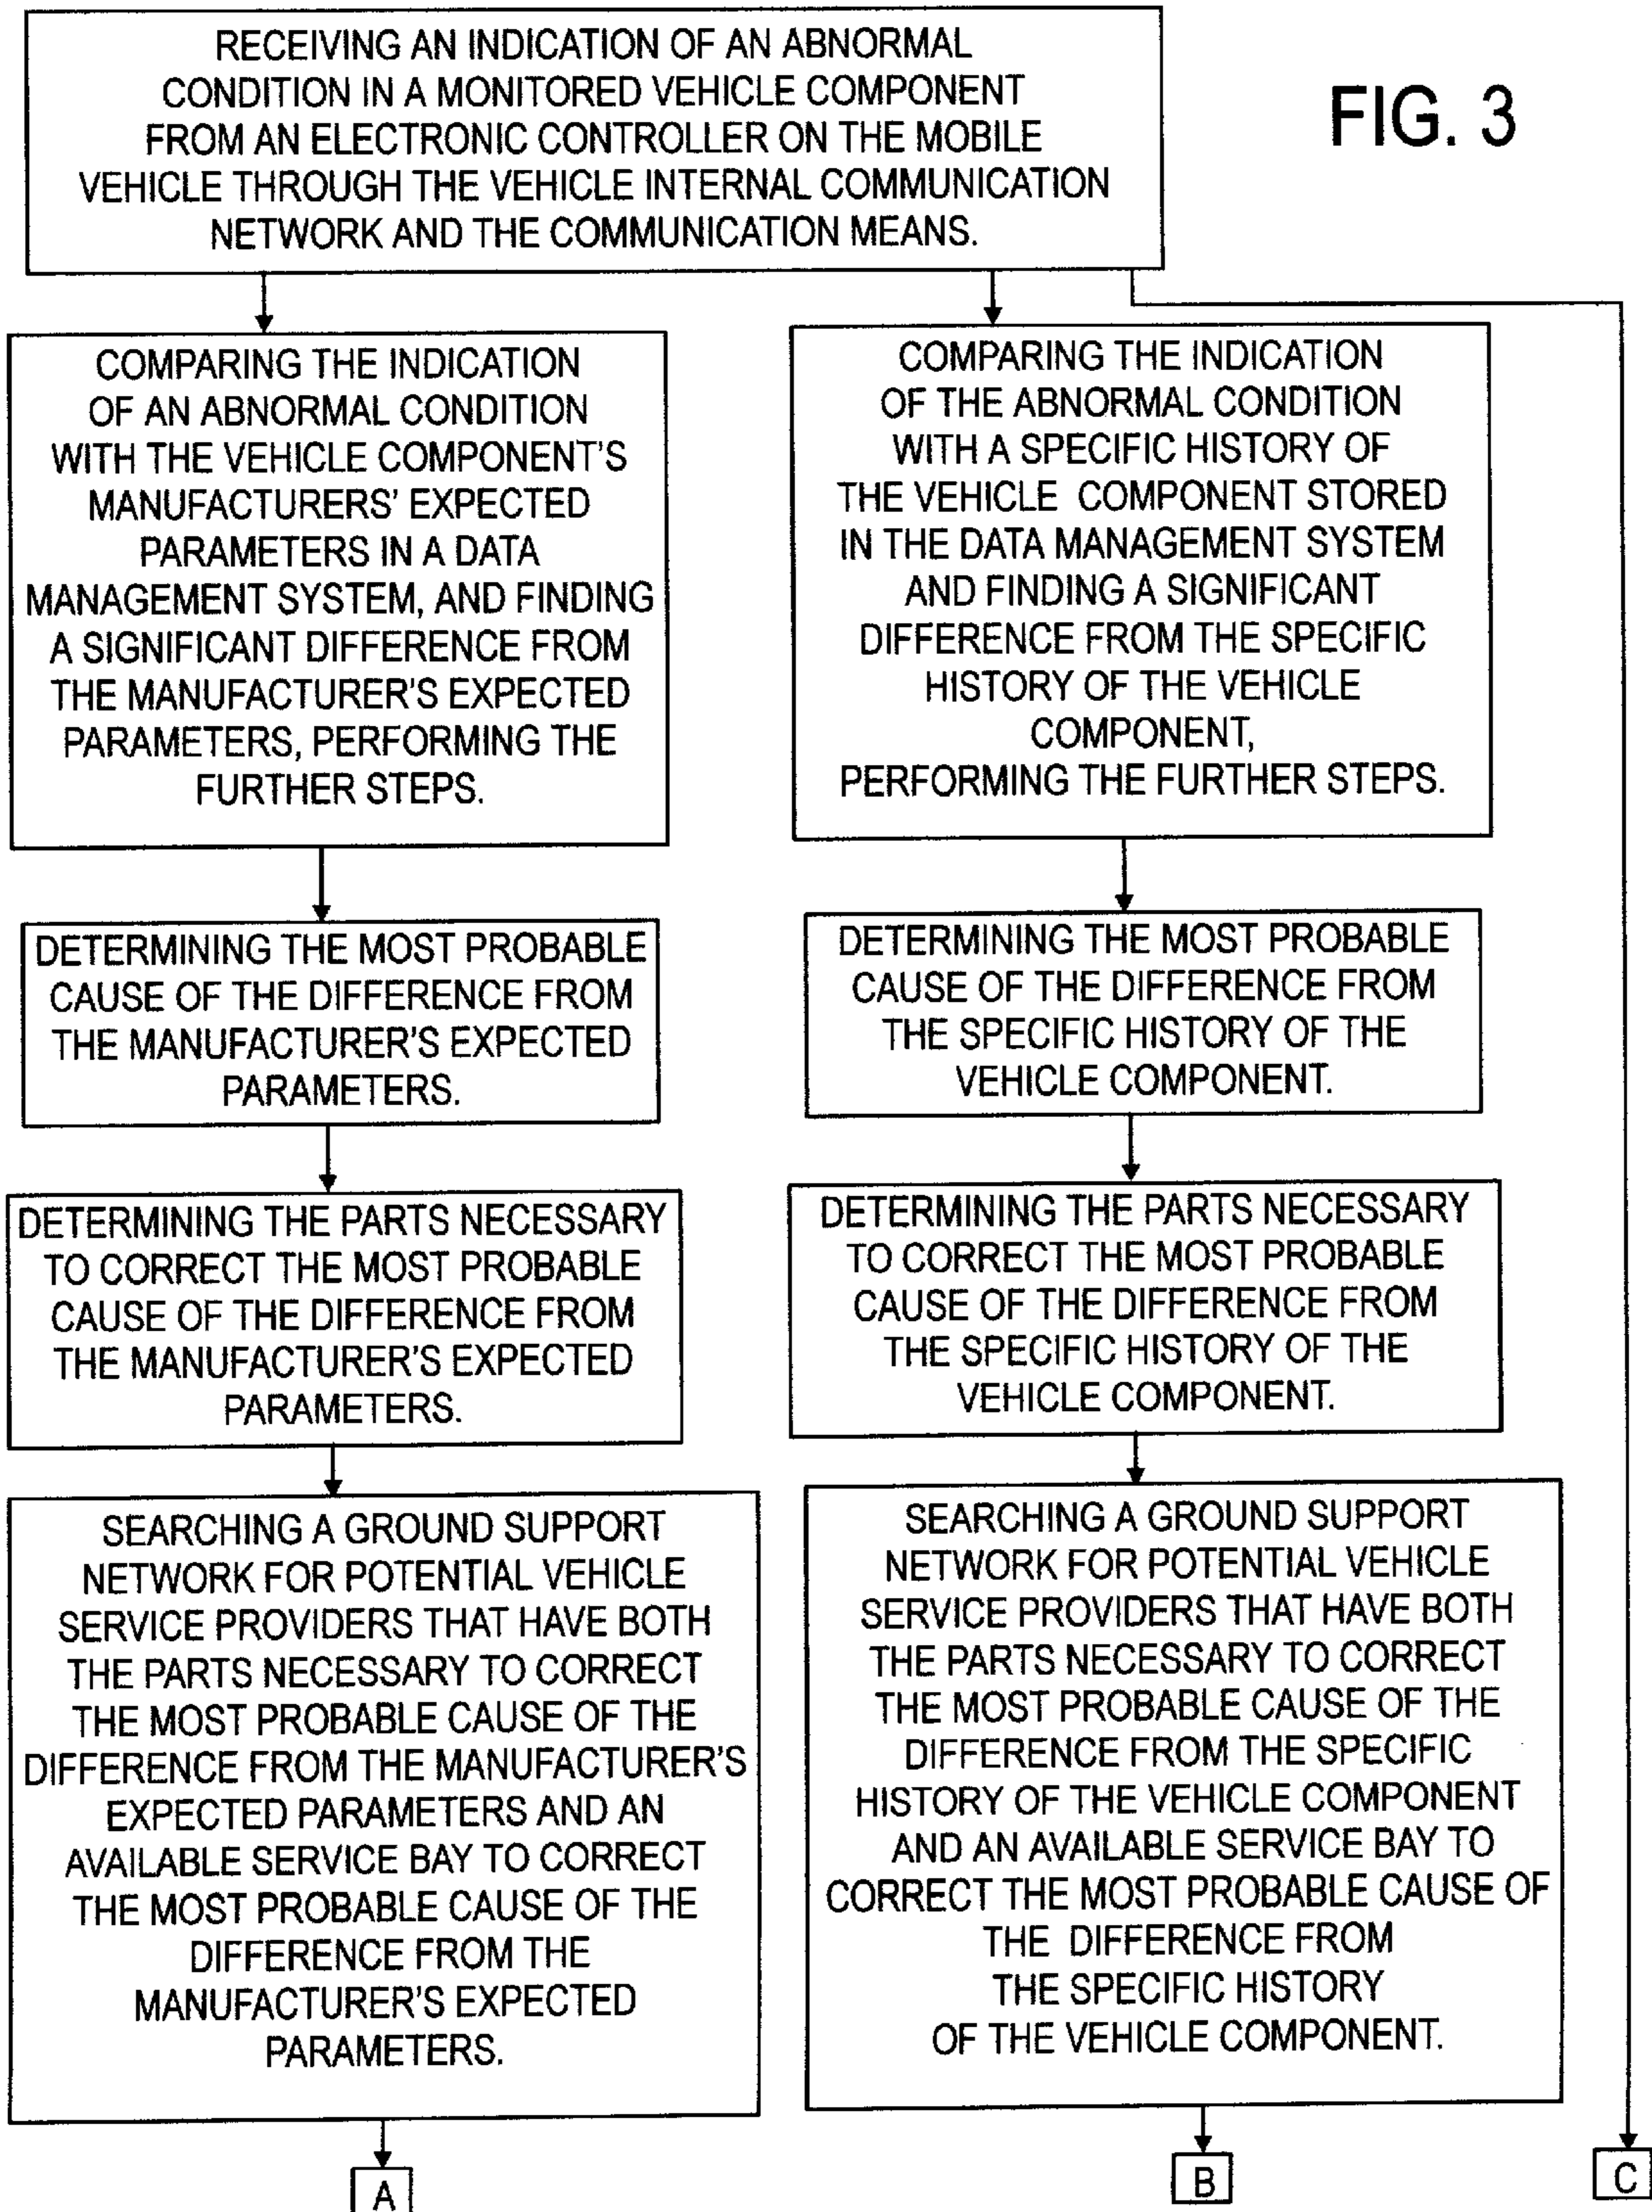 RECEIVING AN INDICATION OF AN ABNORMAL
CONDITION IN A MONITORED VEHICLE COMPONENT
FROM AN ELECTRONIC CONTROLLER ON THE MOBILE
VEHICLE THROUGH THE VEHICLE INTERNAL COMMUNICATION
NETWORK AND THE COMMUNICATION MEANS.
FIG. 3
COMPARING THE INDICATION
OF AN ABNORMAL CONDITION
WITH THE VEHICLE COMPONENT'S
MANUFACTURERS' EXPECTED
PARAMETERS IN A DATA
MANAGEMENT SYSTEM, AND FINDING
A SIGNIFICANT DIFFERENCE FROM
THE MANUFACTURER'S EXPECTED
PARAMETERS, PERFORMING THE
FURTHER STEPS.
COMPARING THE INDICATION
OF THE ABNORMAL CONDITION
WITH A SPECIFIC HISTORY OF
THE VEHICLE COMPONENT STORED
IN THE DATA MANAGEMENT SYSTEM
AND FINDING A SIGNIFICANT
DIFFERENCE FROM THE SPECIFIC
HISTORY OF THE VEHICLE
COMPONENT,
PERFORMING THE FURTHER STEPS.
DETERMINING THE MOST PROBABLE
CAUSE OF THE DIFFERENCE FROM
THE MANUFACTURER'S EXPECTED
PARAMETERS.
DETERMINING THE MOST PROBABLE
CAUSE OF THE DIFFERENCE FROM
THE SPECIFIC HISTORY OF THE
VEHICLE COMPONENT.
DETERMINING THE PARTS NECESSARY
TO CORRECT THE MOST PROBABLE
CAUSE OF THE DIFFERENCE FROM
THE MANUFACTURER'S EXPECTED
PARAMETERS.
DETERMINING THE PARTS NECESSARY
TO CORRECT THE MOST PROBABLE
CAUSE OF THE DIFFERENCE FROM
THE SPECIFIC HISTORY OF THE
VEHICLE COMPONENT.
SEARCHING A GROUND SUPPORT
NETWORK FOR POTENTIAL VEHICLE
SERVICE PROVIDERS THAT HAVE BOTH
THE PARTS NECESSARY TO CORRECT
THE MOST PROBABLE CAUSE OF THE
DIFFERENCE FROM THE MANUFACTURER'S
EXPECTED PARAMETERS AND AN
AVAILABLE SERVICE BAY TO CORRECT
THE MOST PROBABLE CAUSE OF THE
DIFFERENCE FROM THE
MANUFACTURER'S EXPECTED
PARAMETERS.
SEARCHING A GROUND SUPPORT
NETWORK FOR POTENTIAL VEHICLE
SERVICE PROVIDERS THAT HAVE BOTH
THE PARTS NECESSARY TO CORRECT
THE MOST PROBABLE CAUSE OF THE
DIFFERENCE FROM THE SPECIFIC
HISTORY OF THE VEHICLE COMPONENT
AND AN AVAILABLE SERVICE BAY TO
CORRECT THE MOST PROBABLE CAUSE OF
THE DIFFERENCE FROM
THE SPECIFIC HISTORY
OF THE VEHICLE COMPONENT.
A
B
C